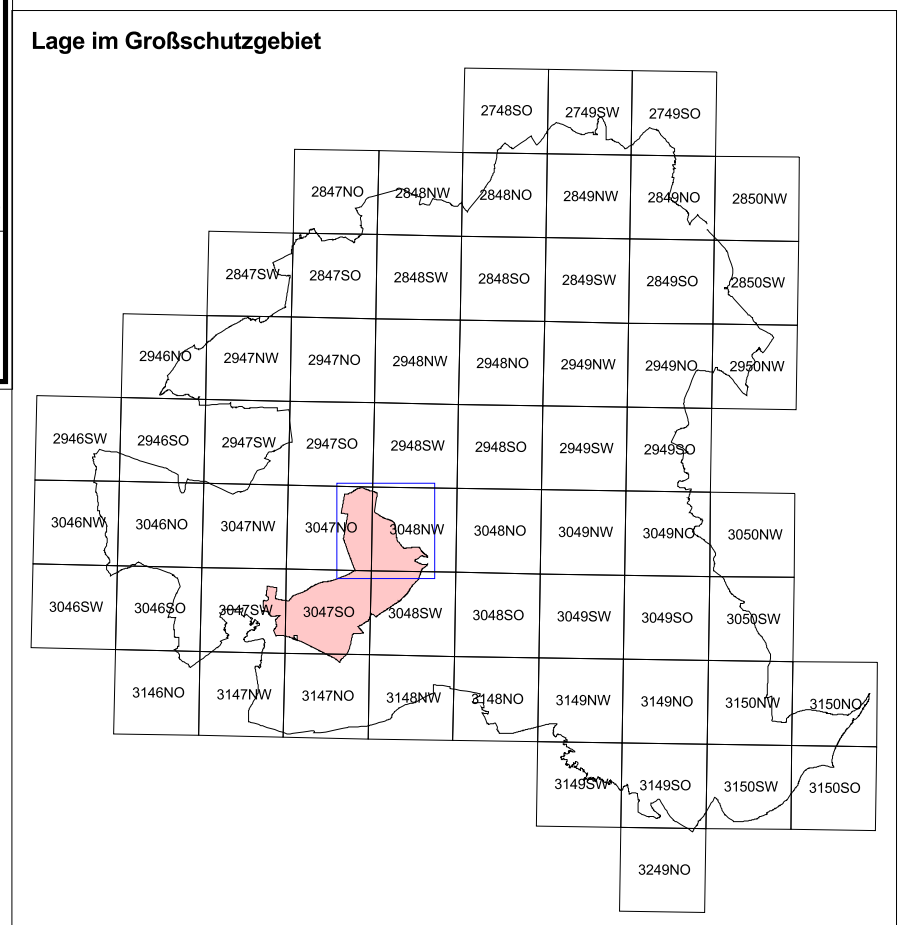 Lage im Großschutzgebiet
2748SO 2749SW 2749SO
2847NO 2848NW 2848NO 2849NW 2849NO 2850NW
2847SW 2847SO 2848SW 2848SO 2849SW 2849SO 2850SW
2946NO 2947NW 2947NO 2948NW 2948NO 2949NW 2949NO 2950NW
2946SW 2946SO 2947SW 2947SO 2948SW 2948SO 2949SW 2949SO
3046NW 3046NO 3047NW 3047NO 3048NW 3048NO 3049NW 3049NO 3050NW
3046SW 3046SO 3047SW 3047SO 3048SW 3048SO 3049SW 3049SO 3050SW
3146NO 3147NW 3147NO 3148NW 3148NO 3149NW 3149NO 3150NW 3150NO
3149SW 3149SO 3150SW 3150SO
3249NO